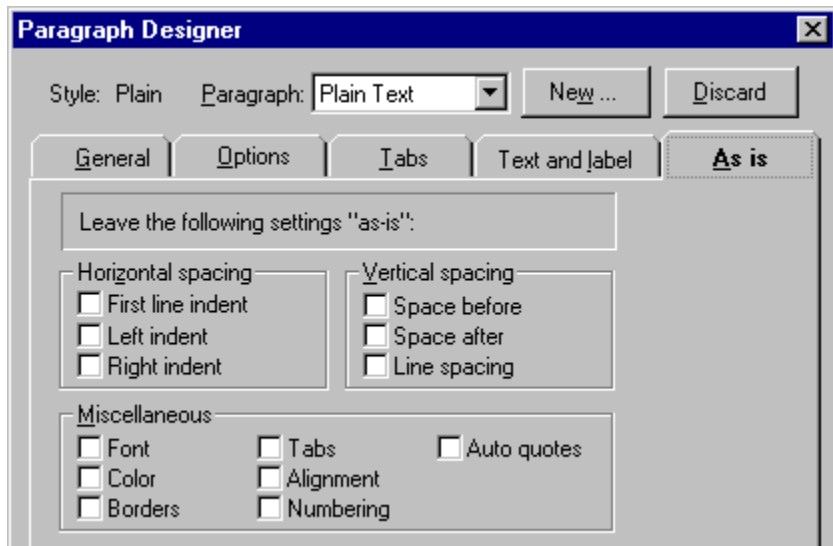 Paragraph Designer
Style: Plain Paragraph: Plain Text New ... Discard
General Options Tabs Text and label As is
Leave the following settings "as-is":
Horizontal spacing Vertical spacing
First line indent Space before
Left indent Space after
Right indent Line spacing
Miscellaneous
Font Tabs Auto quotes
Color Alignment
Borders Numbering